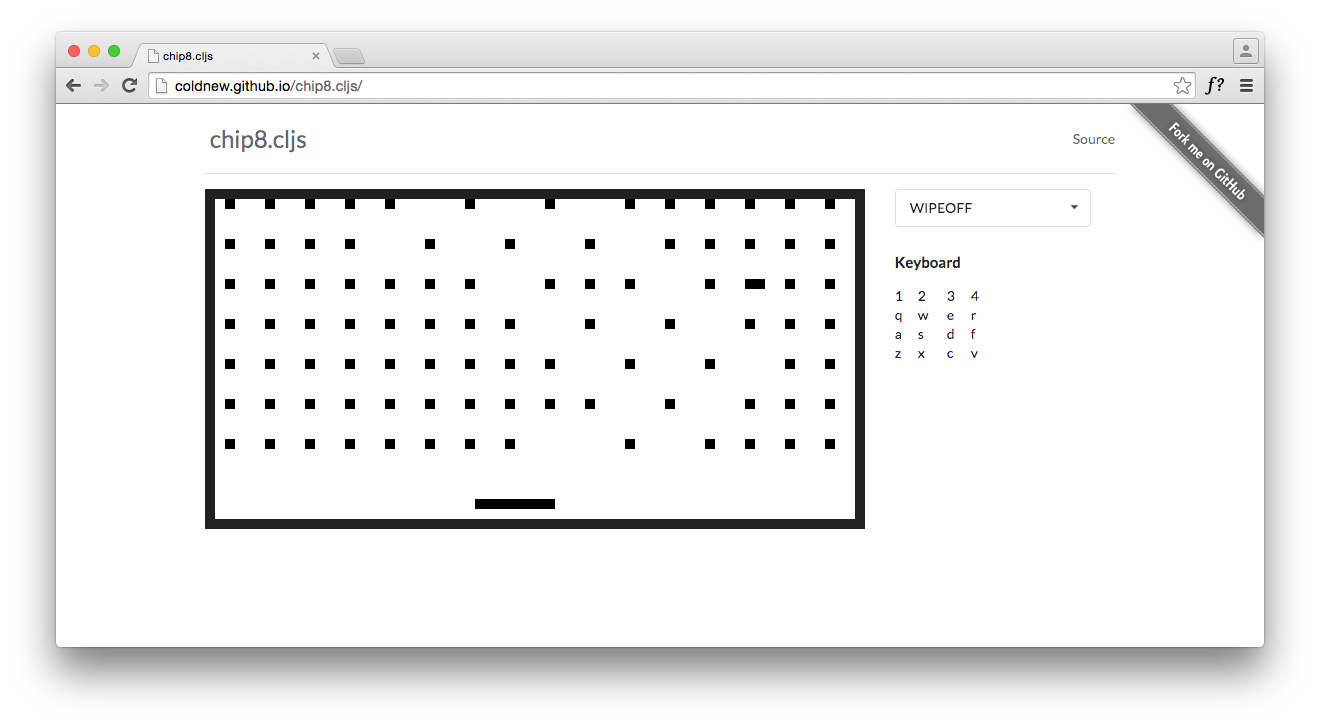 chip8.cljs
coldnew.github.io/chip8.cljs/
f?
chip8.cljs
Source
Fork me on GitHub
WIPEOFF
Keyboard
1 2 3 4
q w e r
a s d f
z x c v